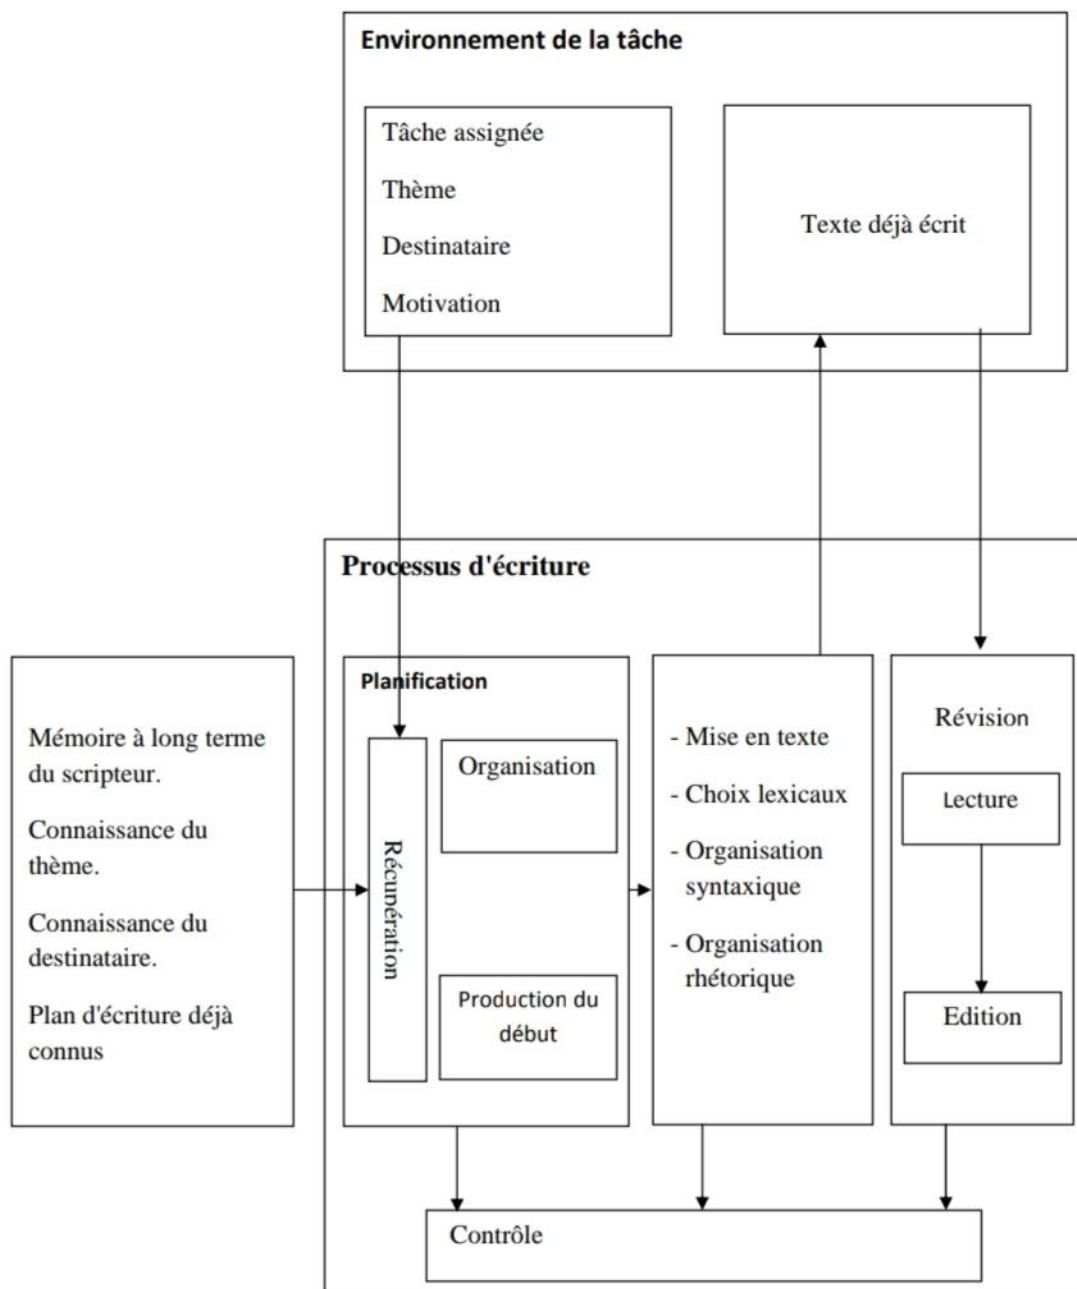 Environnement de la tâche
Tâche assignée
Thème
Destinataire
Motivation
Texte déjà écrit
Processus d'écriture
Mémoire à long terme
du scripteur.
Connaissance du
thème.
Connaissance du
destinataire.
Plan d'écriture déjà
connus
Planification
Récupération
Organisation
Production du
début
- Mise en texte
- Choix lexicaux
- Organisation
syntaxique
- Organisation
rhétorique
Révision
Lecture
Edition
Contrôle